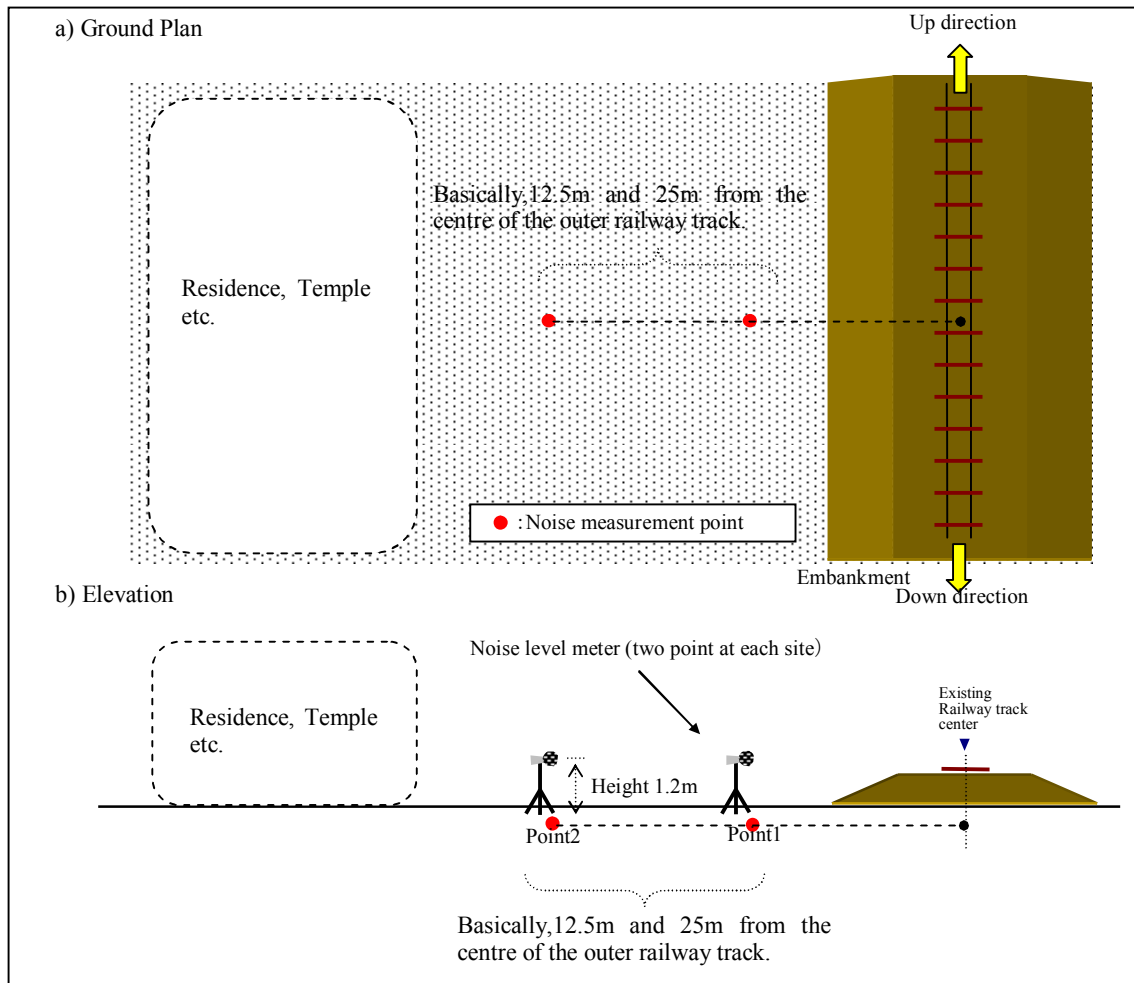 a) Ground Plan
Up direction
Basically,12.5m and 25m from the
centre of the outer railway track.
Residence, Temple
etc.
: Noise measurement point
Embankment
Down direction
b) Elevation
Noise level meter (two point at each site)
Existing
Railway track
center
Residence, Temple
etc.
Height 1.2m
Point2
Point1
Basically,12.5m and 25m from the
centre of the outer railway track.